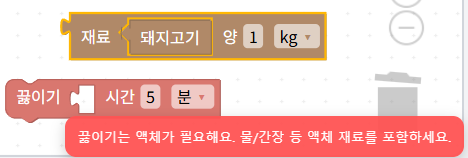 재료 돼지고기 양 1 kg
끓이기 시간 5 분
끓이기는 액체가 필요해요. 물/간장 등 액체 재료를 포함하세요.